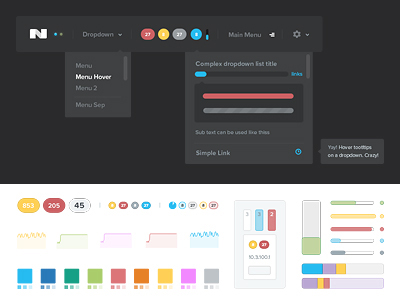 N
Dropdown
27 8 27 8
Main Menu
Menu
Menu Hover
Menu 2
Menu Sep
Complex dropdown list title
links
Sub text can be used like thise
Simple Link
Yay! Hover tooltips
on a dropdown. Crazy!
853 205 45
8 27 8 27
8 27
3 3 2
8 27
10.3.100.1